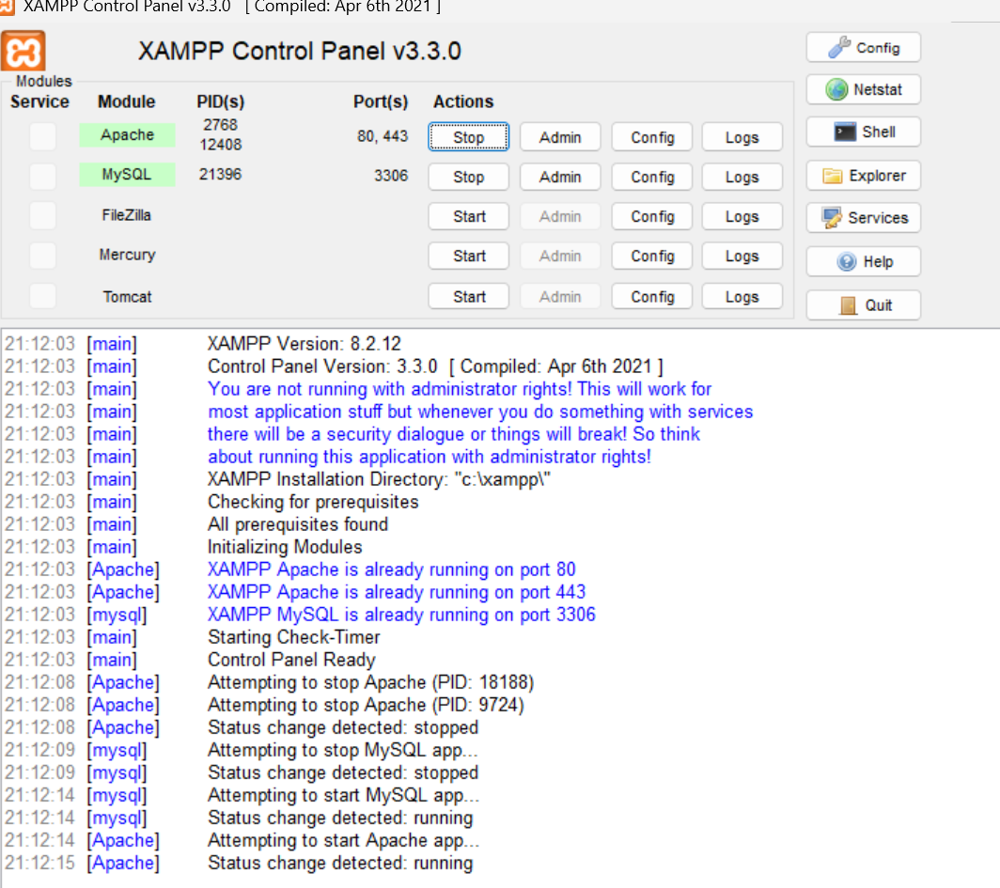 XAMPP Control Panel v3.3.0 [ Compiled: Apr 6th 2021 ]
XAMPP Control Panel v3.3.0
Config
Modules
Service Module PID(s) Port(s) Actions
Netstat
Apache 2768 12408 80, 443 Stop Admin Config Logs
Shell
MySQL 21396 3306 Stop Admin Config Logs
Explorer
FileZilla Start Admin Config Logs
Services
Mercury Start Admin Config Logs
Help
Tomcat Start Admin Config Logs
Quit
21:12:03 [main] XAMPP Version: 8.2.12
21:12:03 [main] Control Panel Version: 3.3.0 [ Compiled: Apr 6th 2021 ]
21:12:03 [main] You are not running with administrator rights! This will work for
21:12:03 [main] most application stuff but whenever you do something with services
21:12:03 [main] there will be a security dialogue or things will break! So think
21:12:03 [main] about running this application with administrator rights!
21:12:03 [main] XAMPP Installation Directory: "c:\xampp\"
21:12:03 [main] Checking for prerequisites
21:12:03 [main] All prerequisites found
21:12:03 [main] Initializing Modules
21:12:03 [Apache] XAMPP Apache is already running on port 80
21:12:03 [Apache] XAMPP Apache is already running on port 443
21:12:03 [mysql] XAMPP MySQL is already running on port 3306
21:12:03 [main] Starting Check-Timer
21:12:03 [main] Control Panel Ready
21:12:08 [Apache] Attempting to stop Apache (PID: 18188)
21:12:08 [Apache] Attempting to stop Apache (PID: 9724)
21:12:08 [Apache] Status change detected: stopped
21:12:09 [mysql] Attempting to stop MySQL app...
21:12:09 [mysql] Status change detected: stopped
21:12:14 [mysql] Attempting to start MySQL app...
21:12:14 [mysql] Status change detected: running
21:12:14 [Apache] Attempting to start Apache app...
21:12:15 [Apache] Status change detected: running